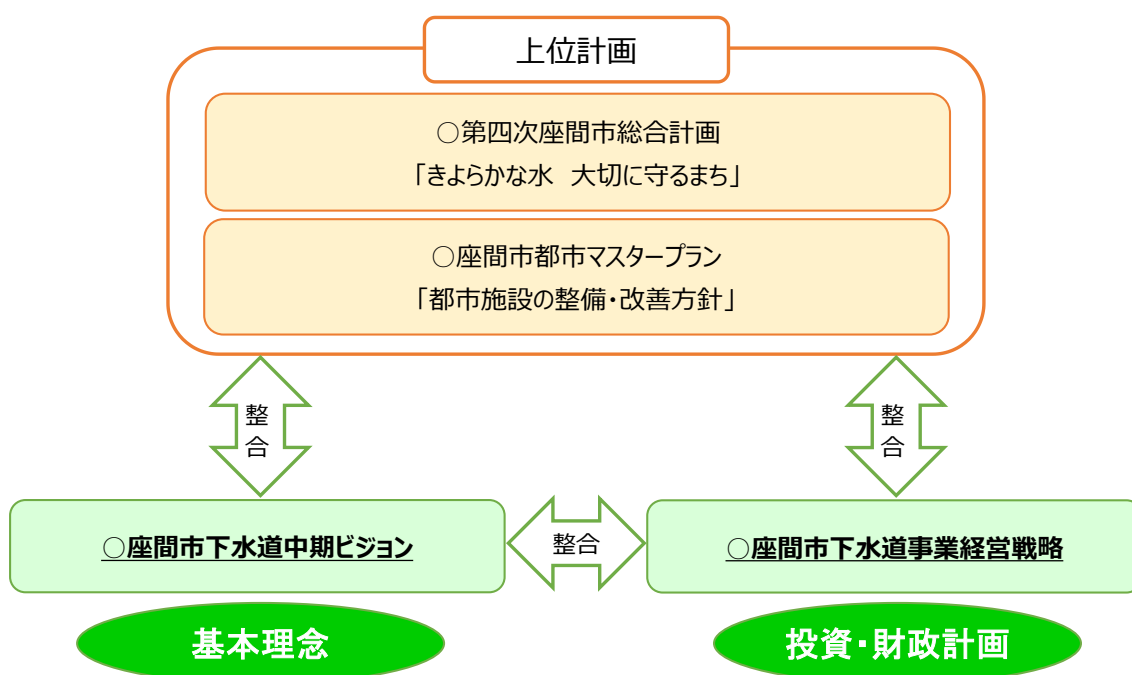 上位計画
○第四次座間市総合計画
「きよらかな水　大切に守るまち」
○座間市都市マスタープラン
「都市施設の整備・改善方針」
整
合
整
合
○座間市下水道中期ビジョン
整合
○座間市下水道事業経営戦略
基本理念
投資・財政計画